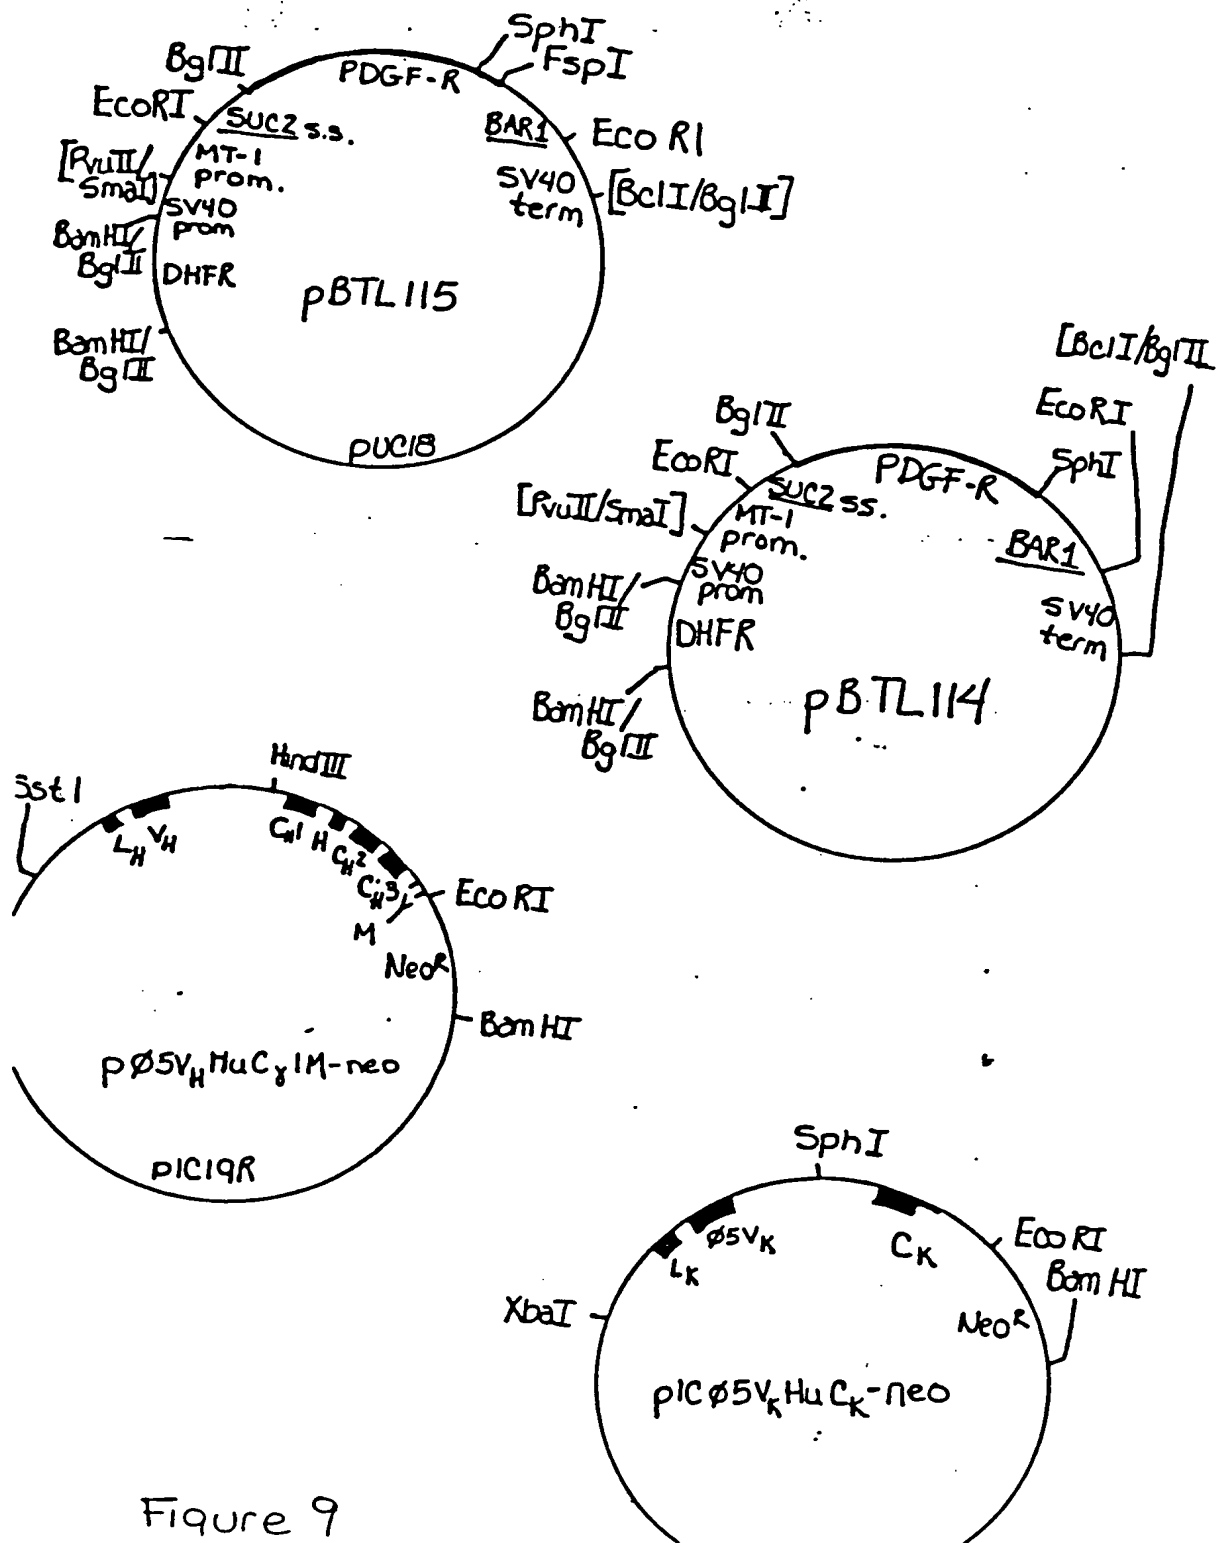 SphI
FspI
BglII
PDGF-R
EcoRI
SUC2 s.s.
BAR1
Eco RI
[PvuII/
SmaI]
MT-1
prom.
SV40
term
[BclI/BglII]
SV40
prom
BamHI/
BglII
DHFR
pBTL115
BamHI/
BglII
pUC18
[BclI/BglII
EcoRI
SphI
BglII
PDGF-R
EcoRI
SUC2 ss.
[PvuII/SmaI]
MT-1
prom.
BAR1
SV40
prom
BamHI/
BglII
DHFR
SV40
term
pBTL114
BamHI/
BglII
HindIII
Sst I
LH
VH
CH1
H
CH2
CH3
M
Eco RI
NeoR
BamHI
pØ5VHHuCγ1M-neo
pIC19R
SphI
Ø5VK
LK
CK
EcoRI
BamHI
XbaI
NeoR
pICØ5VKHuCK-neo
Figure 9